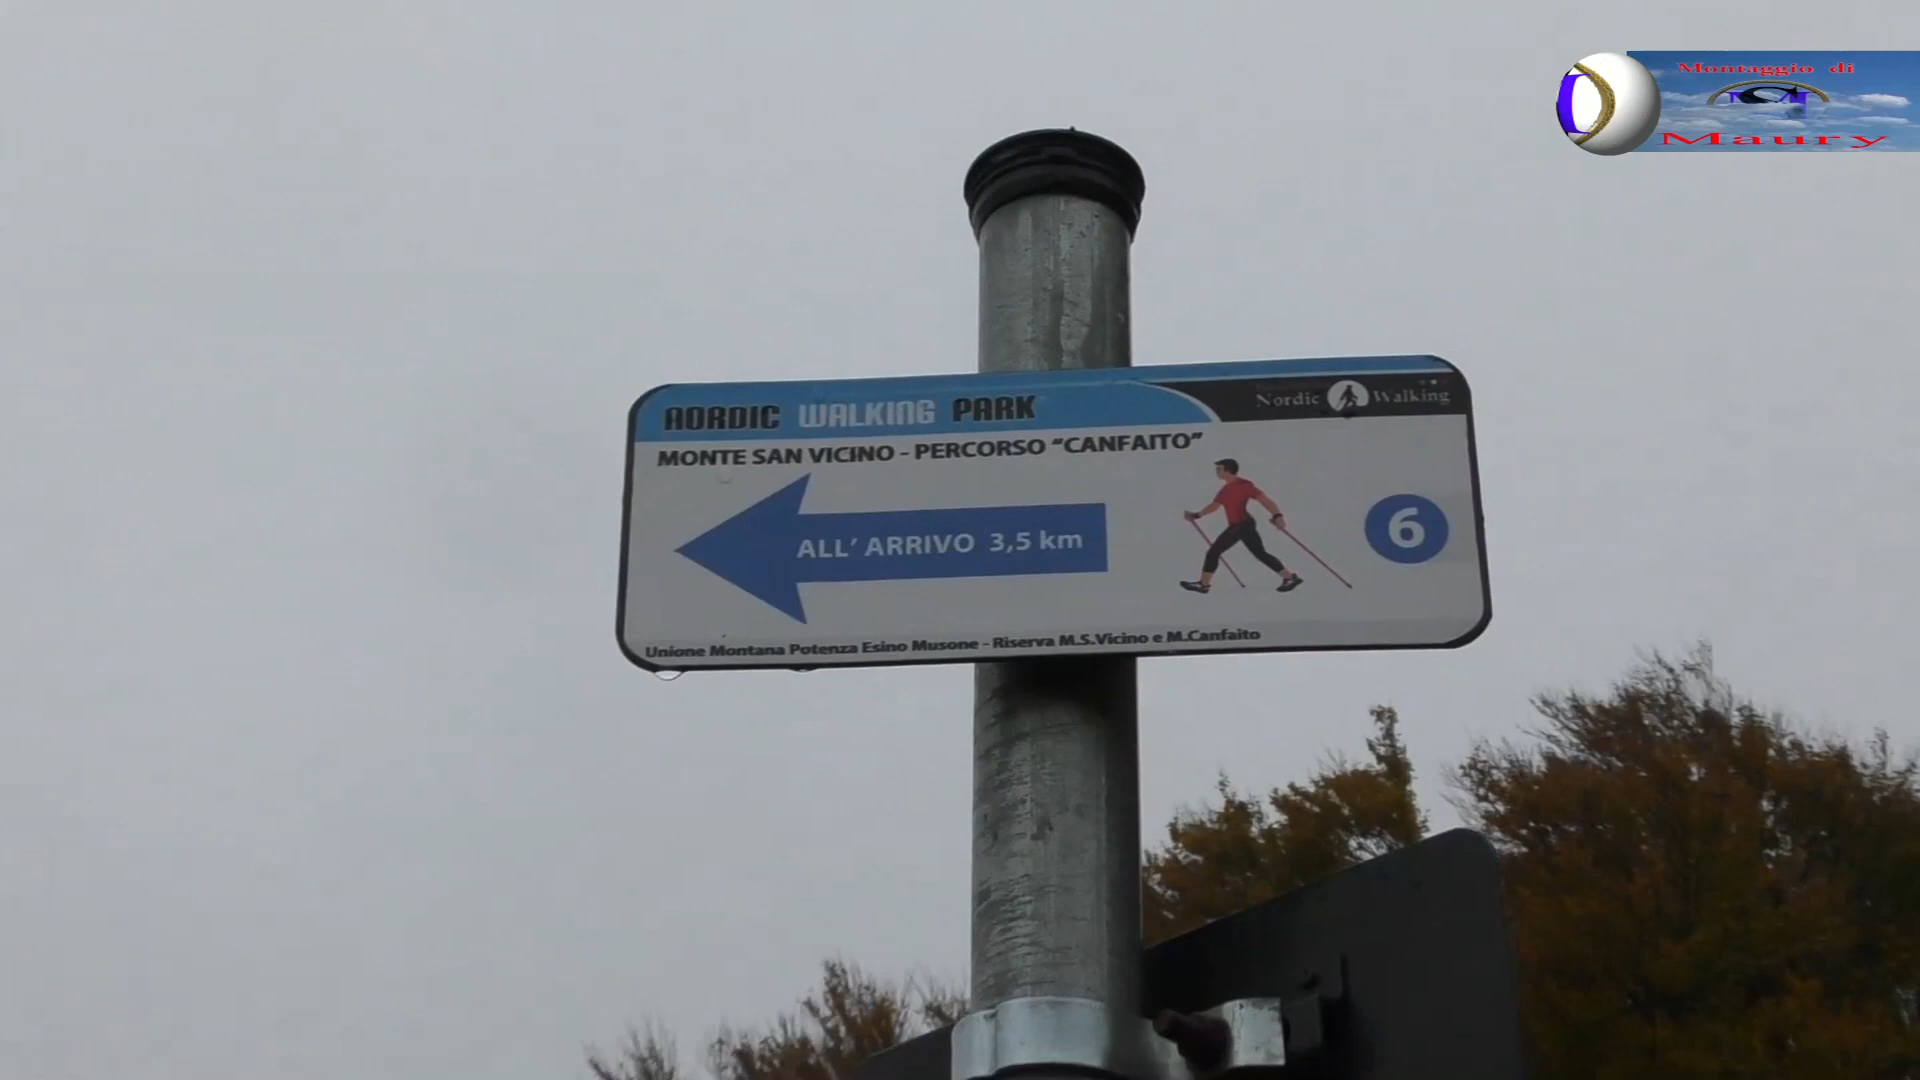 Montaggio di
Maury
NORDIC WALKING PARK
Nordic Walking
MONTE SAN VICINO - PERCORSO "CANFAITO"
ALL' ARRIVO 3,5 km
6
Unione Montana Potenza Esino Musone - Riserva M.S.Vicino e M.Canfaito